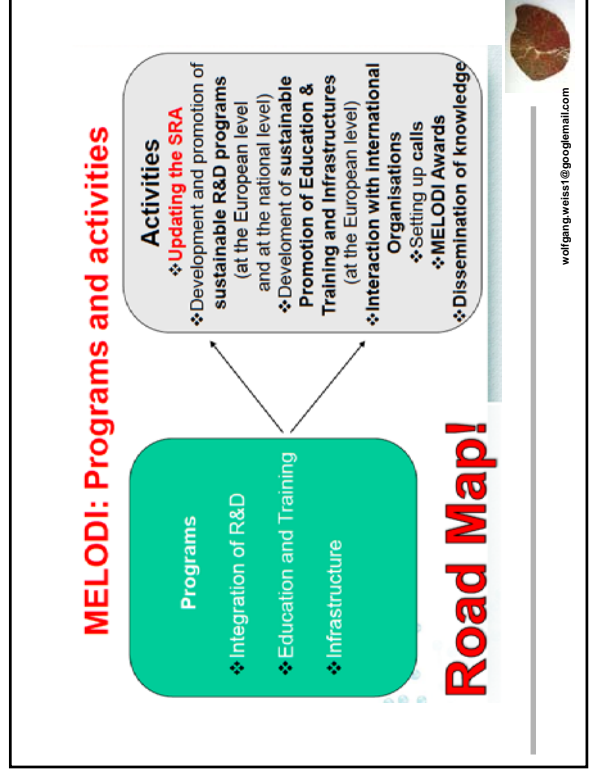 MELODI: Programs and activities
Programs
❖Integration of R&D
❖Education and Training
❖Infrastructure
Activities
❖Updating the SRA
❖Development and promotion of
sustainable R&D programs
(at the European level
and at the national level)
❖Develoment of sustainable
Promotion of Education &
Training and Infrastructures
(at the European level)
❖Interaction with international
Organisations
❖Setting up calls
❖MELODI Awards
❖Dissemination of knowledge
Road Map!
wolfgang.weiss1@googlemail.com